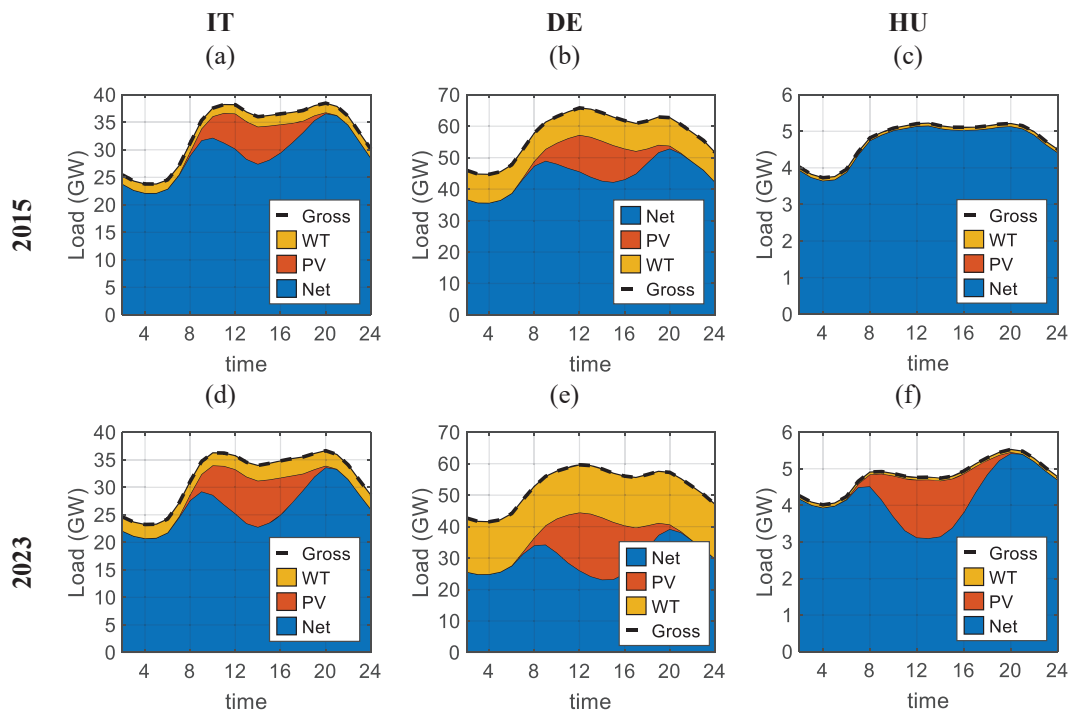 IT DE HU
(a) (b) (c)
2015
Load (GW)
40
35
30
25
20
15
10
5
0
4 8 12 16 20 24
time
Gross
WT
PV
Net
Load (GW)
70
60
50
40
30
20
10
0
4 8 12 16 20 24
time
Net
PV
WT
Gross
Load (GW)
6
5
4
3
2
1
0
4 8 12 16 20 24
time
Gross
WT
PV
Net
(d) (e) (f)
2023
Load (GW)
40
35
30
25
20
15
10
5
0
4 8 12 16 20 24
time
Gross
WT
PV
Net
Load (GW)
70
60
50
40
30
20
10
0
4 8 12 16 20 24
time
Net
PV
WT
Gross
Load (GW)
6
5
4
3
2
1
0
4 8 12 16 20 24
time
Gross
WT
PV
Net